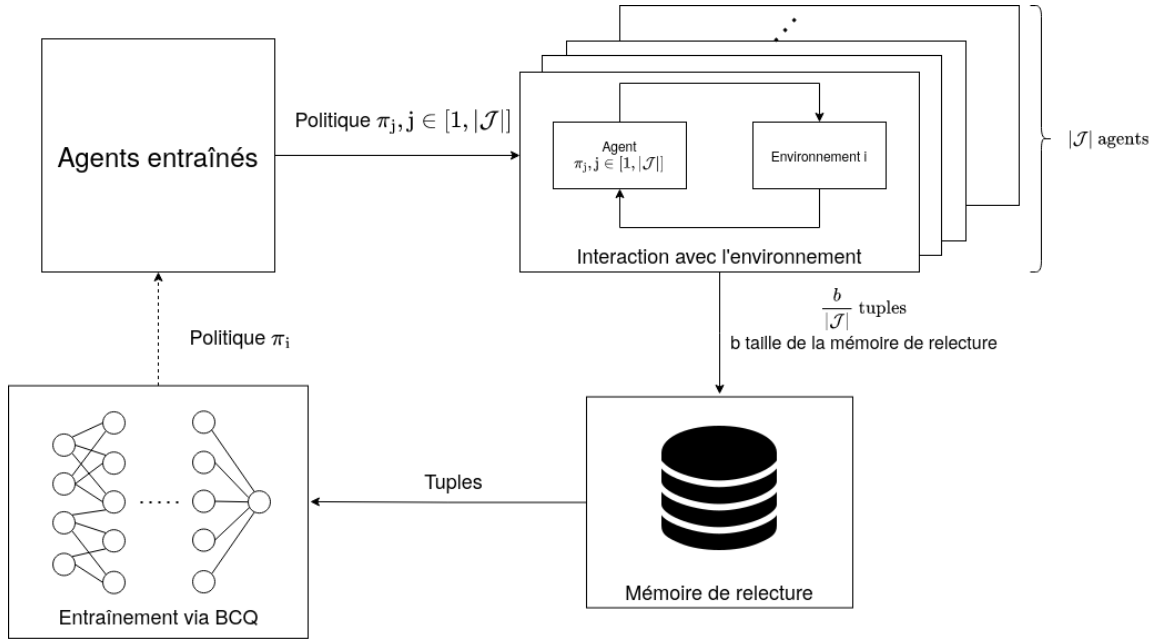 Agents entraînés
Politique π_j, j ∈ [1, |𝒥|]
Agent
π_j, j ∈ [1, |𝒥|]
Environnement i
Interaction avec l'environnement
|𝒥| agents
b/|𝒥| tuples
b taille de la mémoire de relecture
Politique π_i
Tuples
Entraînement via BCQ
Mémoire de relecture